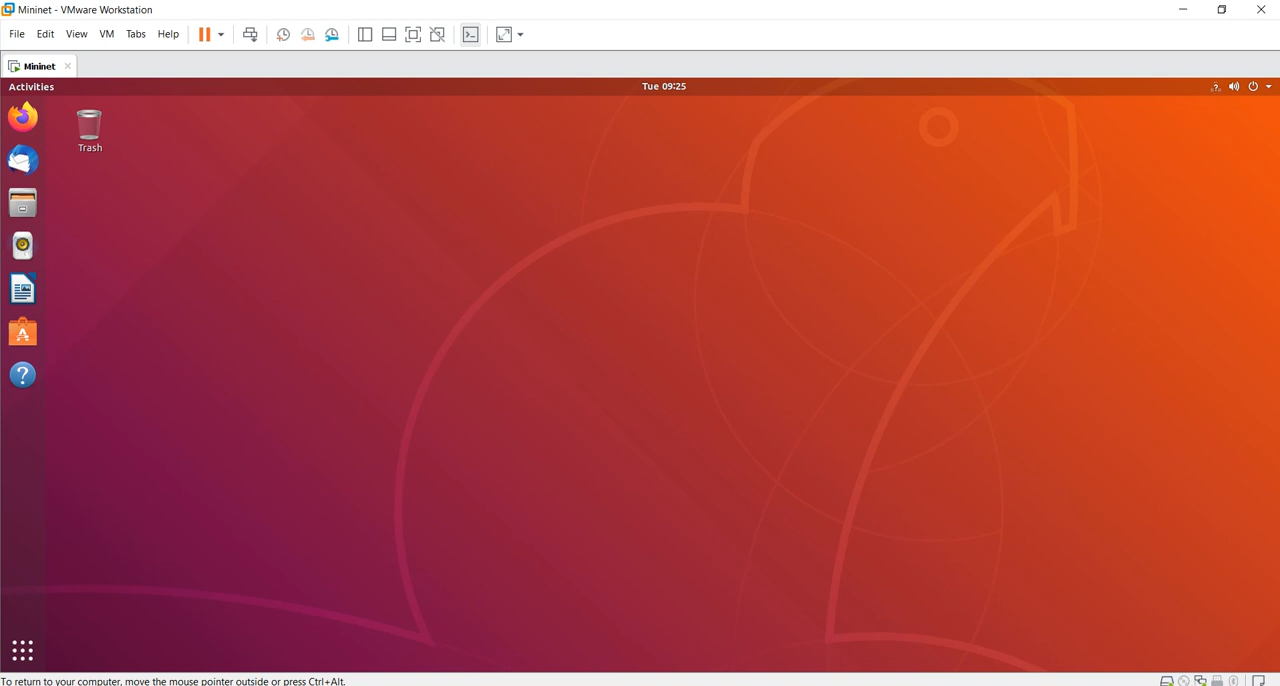 Mininet - VMware Workstation
File Edit View VM Tabs Help
Mininet
Activities Tue 09:25
Trash
To return to your computer, move the mouse pointer outside or press Ctrl+Alt.